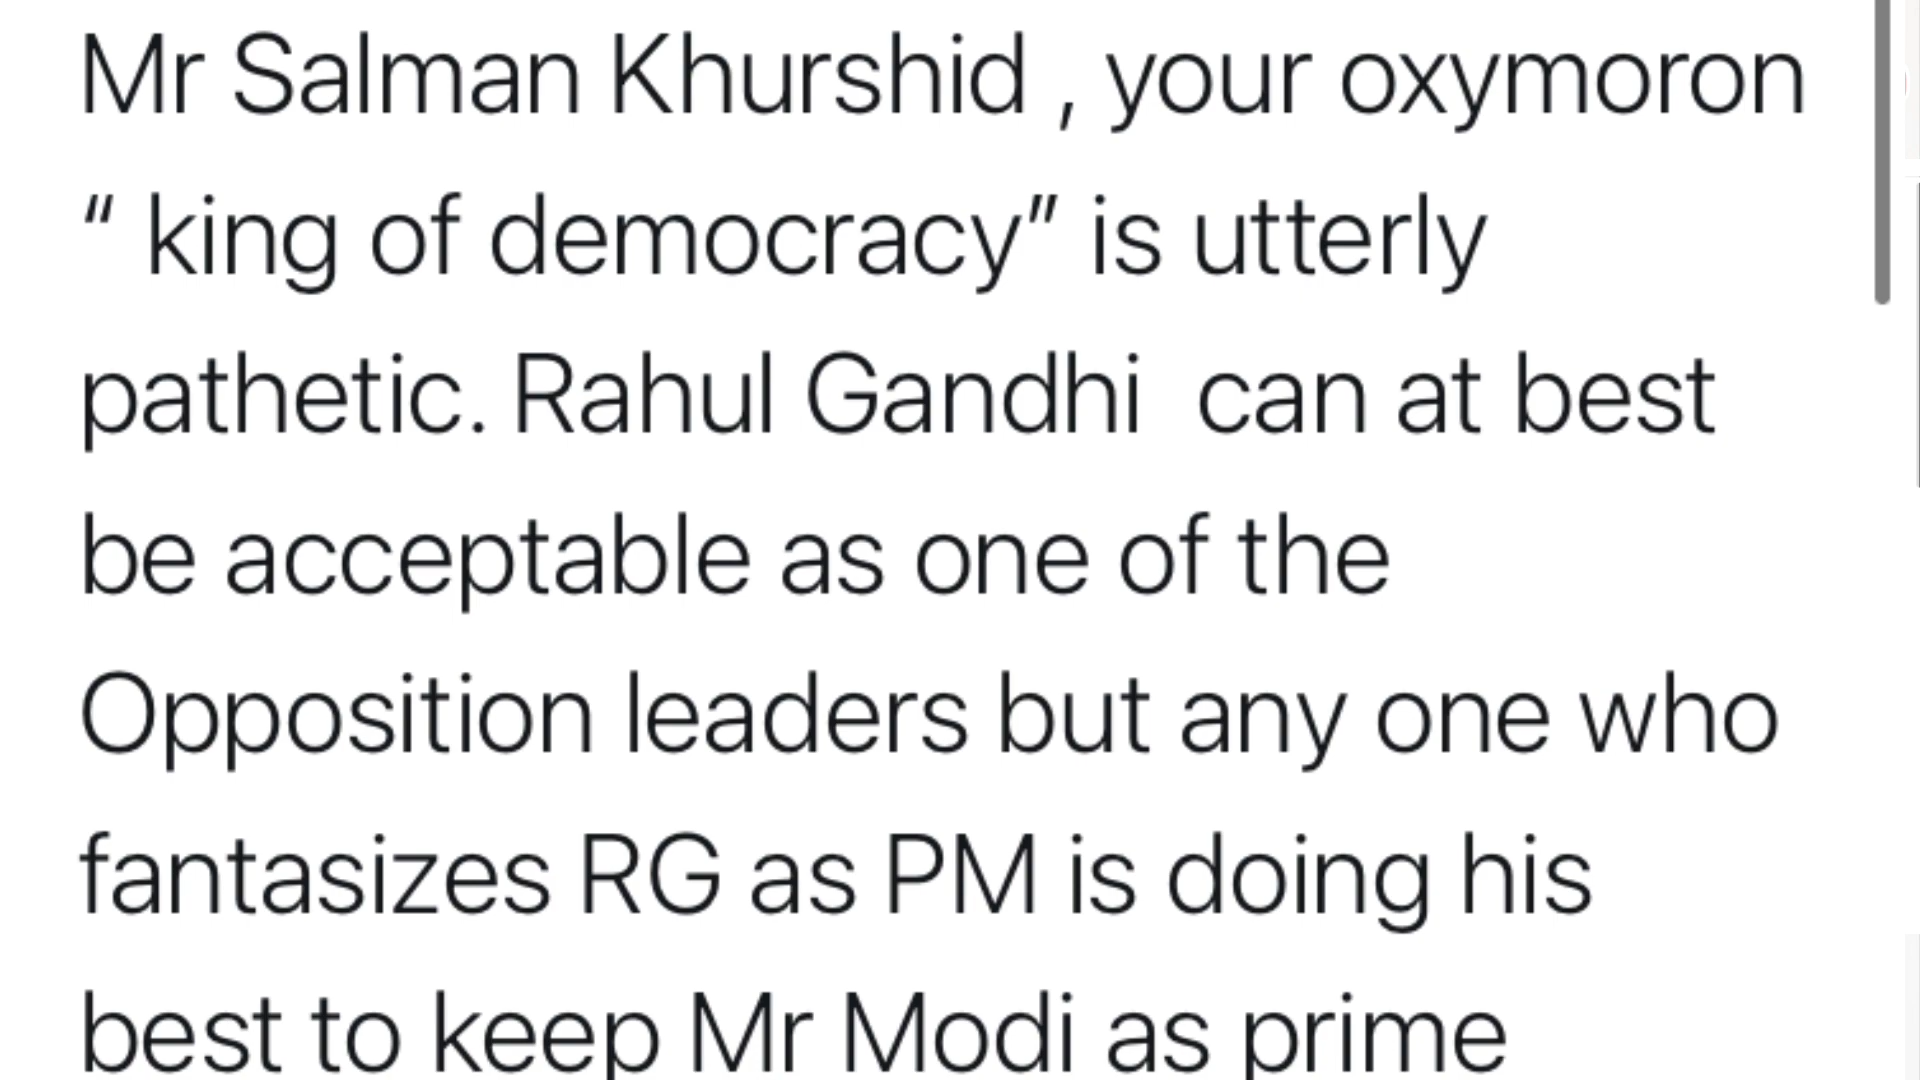 Mr Salman Khurshid , your oxymoron
“ king of democracy” is utterly
pathetic. Rahul Gandhi  can at best
be acceptable as one of the
Opposition leaders but any one who
fantasizes RG as PM is doing his
best to keep Mr Modi as prime